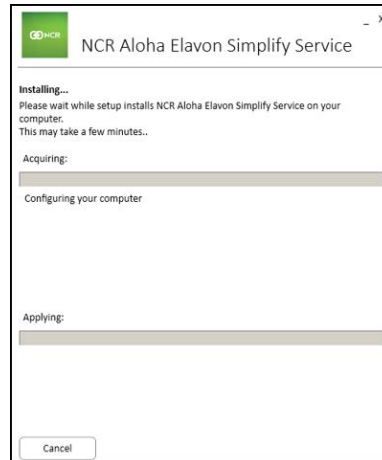 NCR
NCR Aloha Elavon Simplify Service
Installing...
Please wait while setup installs NCR Aloha Elavon Simplify Service on your
computer.
This may take a few minutes..
Acquiring:
Configuring your computer
Applying:
Cancel